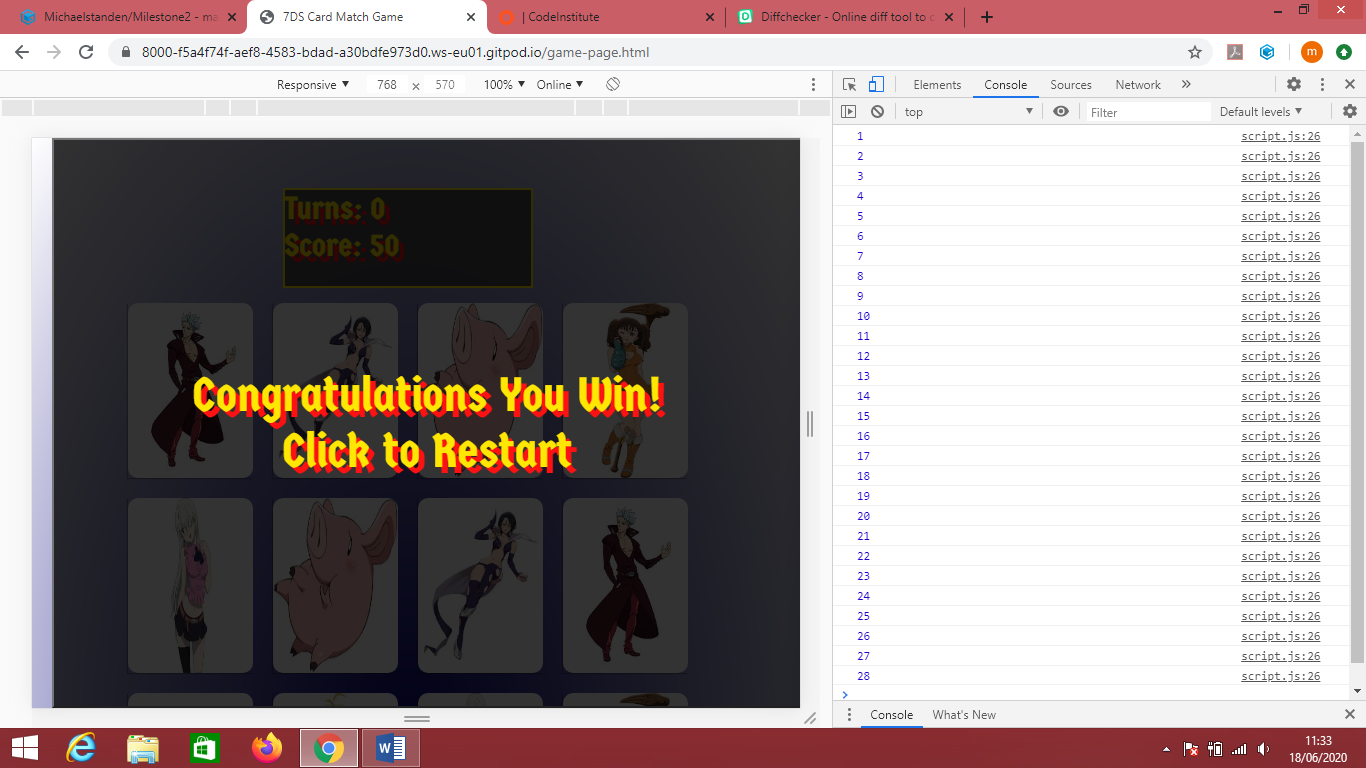 Michaelstanden/Milestone2 - ma
7DS Card Match Game
| CodeInstitute
Diffchecker - Online diff tool to c
8000-f5a4f74f-aef8-4583-bdad-a30bdfe973d0.ws-eu01.gitpod.io/game-page.html
m
Responsive 768 x 570 100% Online
Elements Console Sources Network
top Filter Default levels
Turns: 0
Score: 50
Congratulations You Win!
Click to Restart
1 script.js:26
2 script.js:26
3 script.js:26
4 script.js:26
5 script.js:26
6 script.js:26
7 script.js:26
8 script.js:26
9 script.js:26
10 script.js:26
11 script.js:26
12 script.js:26
13 script.js:26
14 script.js:26
15 script.js:26
16 script.js:26
17 script.js:26
18 script.js:26
19 script.js:26
20 script.js:26
21 script.js:26
22 script.js:26
23 script.js:26
24 script.js:26
25 script.js:26
26 script.js:26
27 script.js:26
28 script.js:26
Console What's New
11:33
18/06/2020